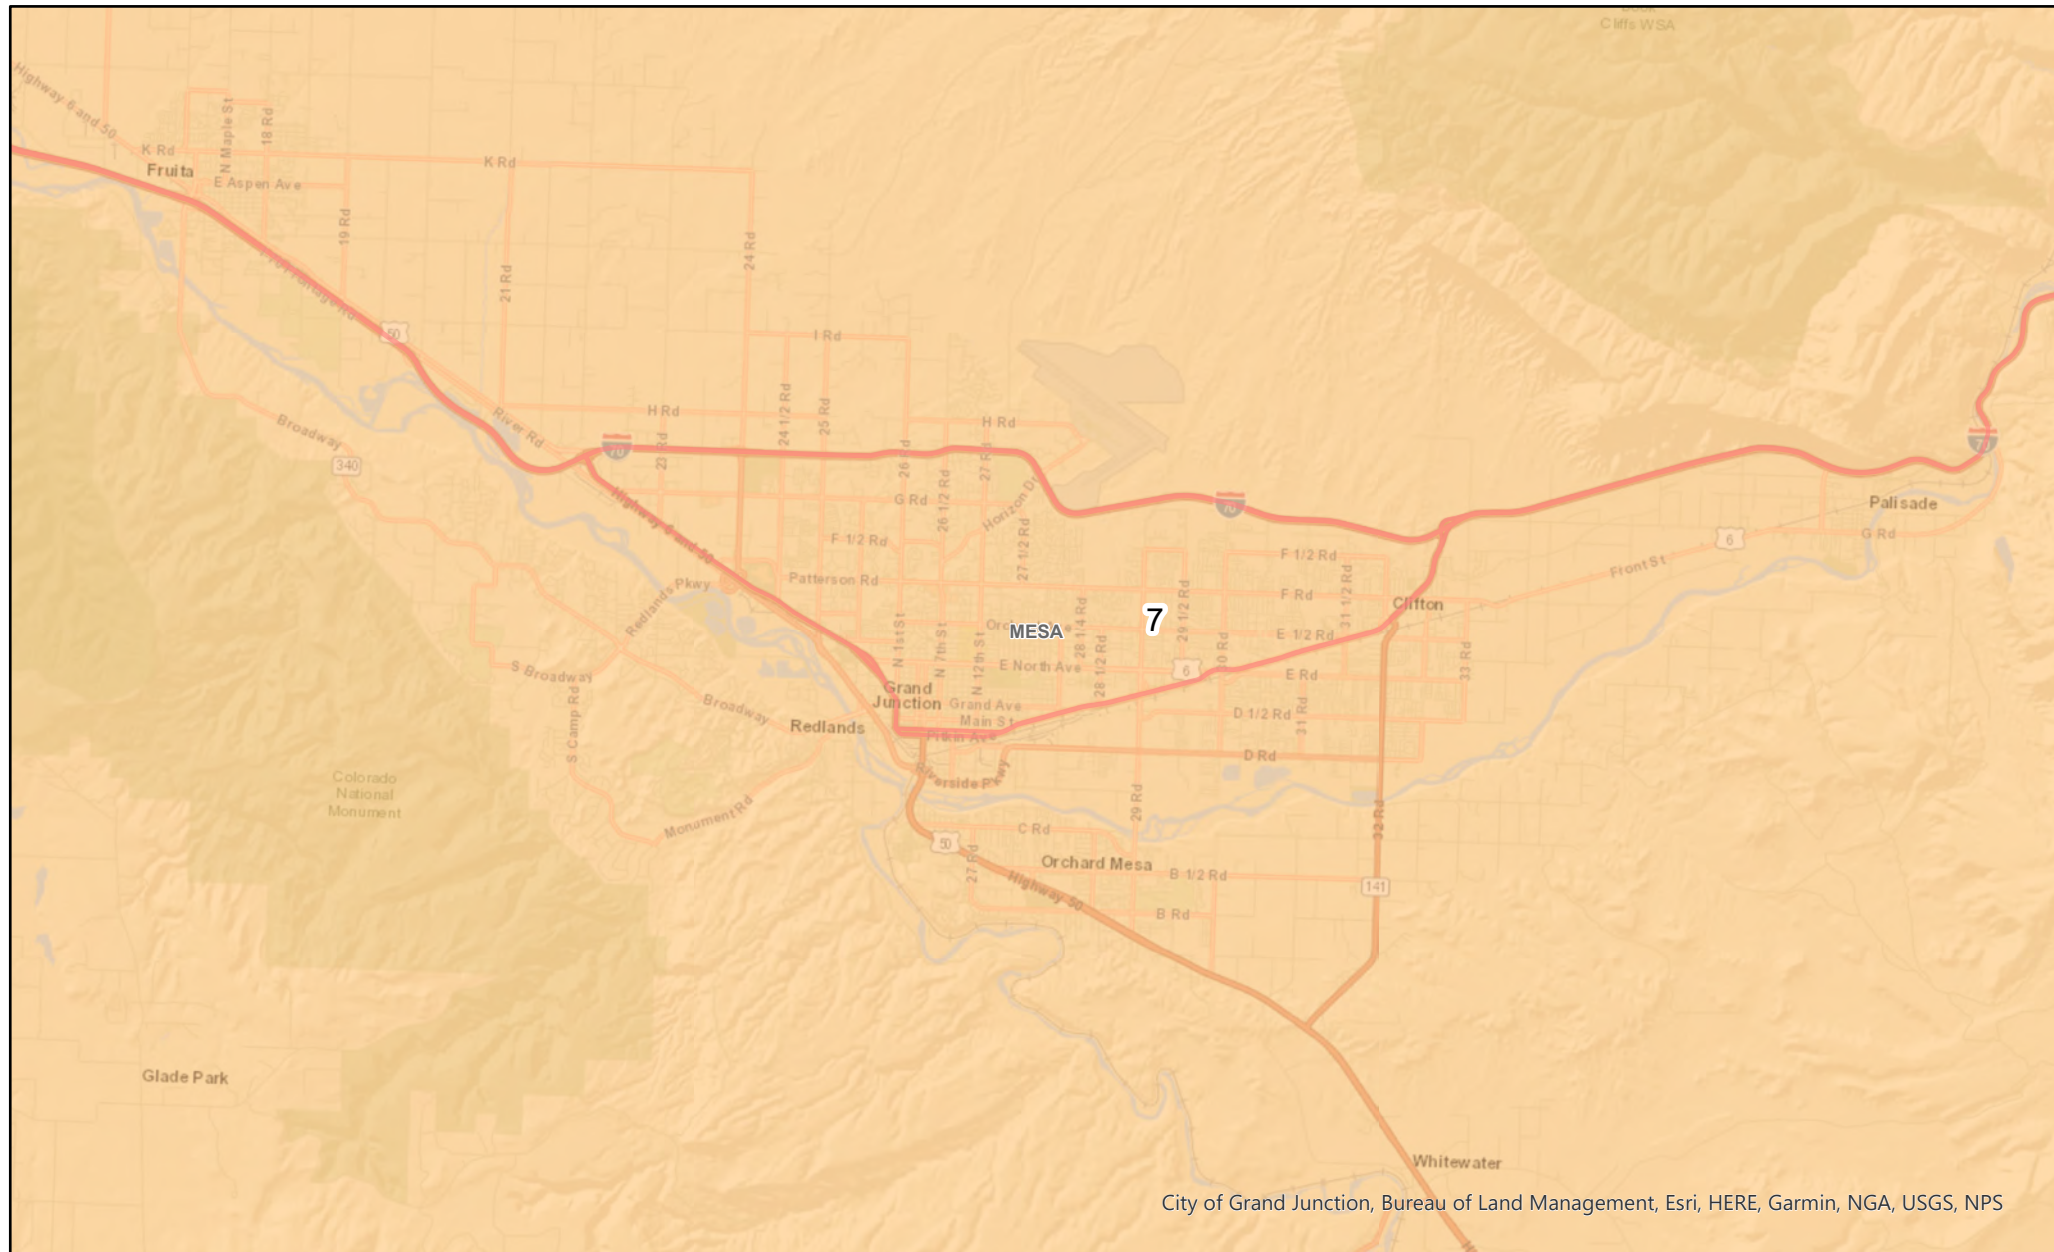 Book
Cliffs WSA
Highway 6 and 50
N Maple St
18 Rd
K Rd
K Rd
Fruita
E Aspen Ave
19 Rd
24 Rd
21 Rd
50
I Rd
24 1/2 Rd
25 Rd
H Rd
H Rd
Broadway
River Rd
340
70
23 Rd
26 Rd
27 Rd
70
26 1/2 Rd
G Rd
Horizon Dr
70
Palisade
Highway 6 and 50
F 1/2 Rd
27 1/2 Rd
6
G Rd
F 1/2 Rd
Front St
Patterson Rd
Redlands Pkwy
29 1/2 Rd
31 1/2 Rd
F Rd
Clifton
7
28 1/4 Rd
MESA
N 1st St
N 7th St
N 12th St
E 1/2 Rd
30 Rd
33 Rd
E North Ave
28 1/2 Rd
6
E Rd
S Broadway
Grand
Junction
Grand Ave
Main St
Pitkin Ave
S Camp Rd
Broadway
Redlands
D 1/2 Rd
31 Rd
D Rd
Riverside Pkwy
Colorado
National
Monument
Monument Rd
29 Rd
32 Rd
C Rd
50
27 Rd
Orchard Mesa
B 1/2 Rd
141
Highway 50
B Rd
Glade Park
Whitewater
City of Grand Junction, Bureau of Land Management, Esri, HERE, Garmin, NGA, USGS, NPS